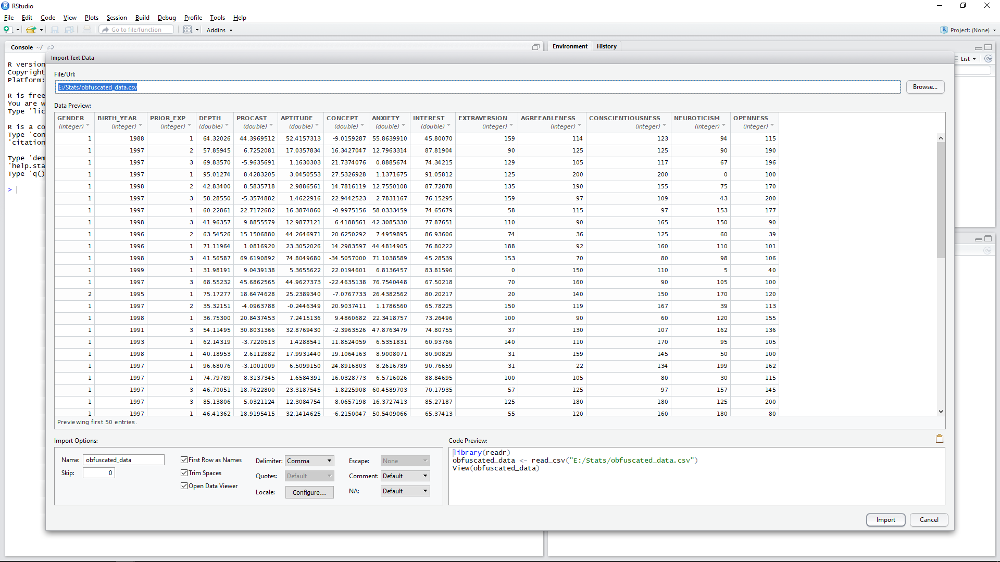 RStudio
File Edit Code View Plots Session Build Debug Profile Tools Help
Go to file/function Addins Project: (None)
Console ~/ Environment History
Import Text Data
List
R version
Copyright
Platform:
R is free
You are w
Type 'lic
R is a co
Type 'con
'citation
Type 'dem
'help.sta
Type 'q()
>
File/Url:
E:/Stats/obfuscated_data.csv Browse...
Data Preview:
GENDER BIRTH_YEAR PRIOR_EXP DEPTH PROCAST APTITUDE CONCEPT ANXIETY INTEREST EXTRAVERSION AGREEABLENESS CONSCIENTIOUSNESS NEUROTICISM OPENNESS
(integer) (integer) (integer) (double) (double) (double) (double) (double) (double) (integer) (integer) (integer) (integer) (integer)
1 1988 1 64.32026 44.3969512 52.4157313 -9.0159287 55.8639910 45.80070 159 114 123 94 115
1 1997 2 57.85945 6.7252081 17.0357834 16.3427047 12.7963314 87.81904 90 125 125 90 190
1 1997 3 69.83570 -5.9635691 1.1630303 21.7374076 0.8885674 74.34215 129 105 117 67 196
1 1997 1 95.01274 8.4283205 3.0450553 27.5326928 1.1371675 91.05812 125 200 200 0 100
1 1998 2 42.83400 8.5835718 2.9886561 14.7816119 12.7550108 87.72878 135 190 155 75 170
1 1997 3 58.28550 -5.3574882 1.4622916 22.9442523 2.7831167 76.15295 159 97 109 43 200
1 1997 1 60.22861 22.7172682 16.3874860 -0.9975156 58.0333459 74.65679 58 115 97 153 177
1 1998 3 41.96357 9.8855579 12.9877121 6.4188561 42.3085330 77.87651 110 90 165 150 90
1 1996 2 63.54526 15.1506880 44.2646971 20.6250292 7.4959895 86.93606 74 36 125 60 39
1 1996 1 71.11964 1.0816920 23.3052026 14.2983597 44.4814905 76.80222 188 92 160 110 101
1 1998 3 41.56587 69.6190892 74.8049680 -34.5057000 71.1038589 45.28539 153 70 80 98 106
1 1999 1 31.98191 9.0439138 5.3655622 22.0194601 6.8136457 83.81596 0 150 110 5 40
1 1997 3 68.55232 45.6862565 44.9627373 -22.4635138 76.7540448 67.50218 70 160 90 105 100
2 1995 1 75.17277 18.6474628 25.2389340 -7.0767733 26.4382562 80.20217 20 140 150 170 120
1 1997 2 35.32151 -4.0963788 -0.2446349 20.9037411 1.1786560 65.78225 150 119 167 39 113
1 1998 1 36.75300 20.8437453 7.2415136 9.4860682 22.3418757 73.26496 100 90 60 120 155
1 1991 3 54.11495 30.8031366 32.8769430 -2.3963526 47.8763479 74.80755 37 130 107 162 136
1 1993 1 62.14319 -3.7220513 1.4288541 11.8524059 6.5351831 60.93766 140 110 170 95 105
1 1998 1 40.18953 2.6112882 17.9931440 19.1064163 8.9008071 80.90829 31 159 145 50 100
1 1997 1 96.68076 -3.1001009 6.5099150 24.8916803 8.2616789 90.76659 31 22 134 199 162
1 1997 1 74.79789 8.3137345 1.6584391 16.0328773 6.5716026 88.84695 100 105 80 30 115
1 1997 3 46.70051 18.7622800 23.3187545 -1.8225908 60.4589703 70.17935 57 125 97 157 145
1 1997 3 85.13806 5.0321124 12.3084754 8.0657198 16.3727413 85.27187 125 180 180 125 200
1 1997 1 46.41362 18.9195415 32.1414625 -6.2150047 50.5409066 65.37413 55 120 160 180 80
Previewing first 50 entries.
Import Options:
Name: obfuscated_data
Skip: 0
First Row as Names
Trim Spaces
Open Data Viewer
Delimiter: Comma
Quotes: Default
Locale: Configure...
Escape: None
Comment: Default
NA: Default
Code Preview:
library(readr)
obfuscated_data <- read_csv("E:/Stats/obfuscated_data.csv")
View(obfuscated_data)
Import Cancel